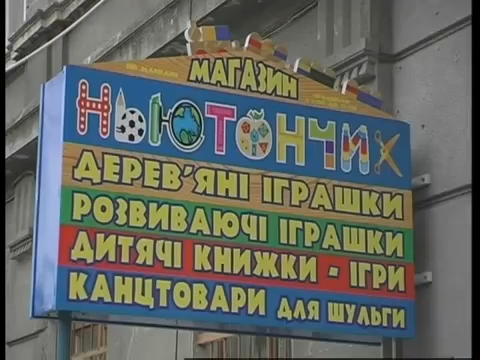 МАГАЗИН
НЬЮТОНЧИК
ДЕРЕВ'ЯНІ ІГРАШКИ
РОЗВИВАЮЧІ ІГРАШКИ
ДИТЯЧІ КНИЖКИ - ІГРИ
КАНЦТОВАРИ ДЛЯ ШУЛЬГИ